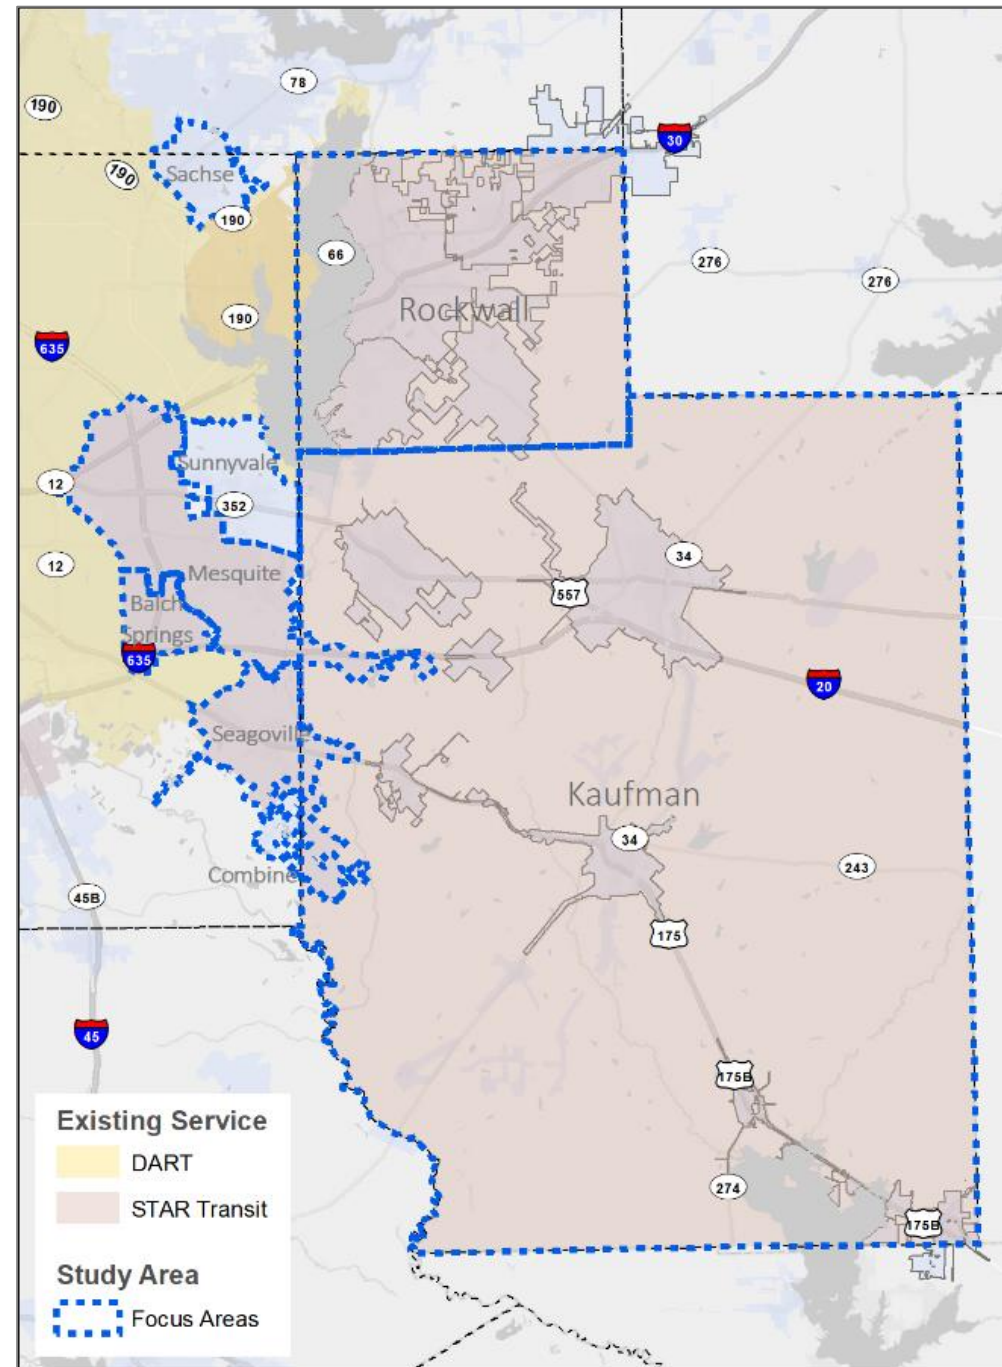 78
190
30
190
Sachse
190
66
276
276
Rockwall
190
635
Sunnyvale
12
352
34
12
Mesquite
557
Balch
Springs
635
20
Seagoville
Kaufman
34
243
Combine
45B
175
45
175B
274
175B
Existing Service
DART
STAR Transit
Study Area
Focus Areas